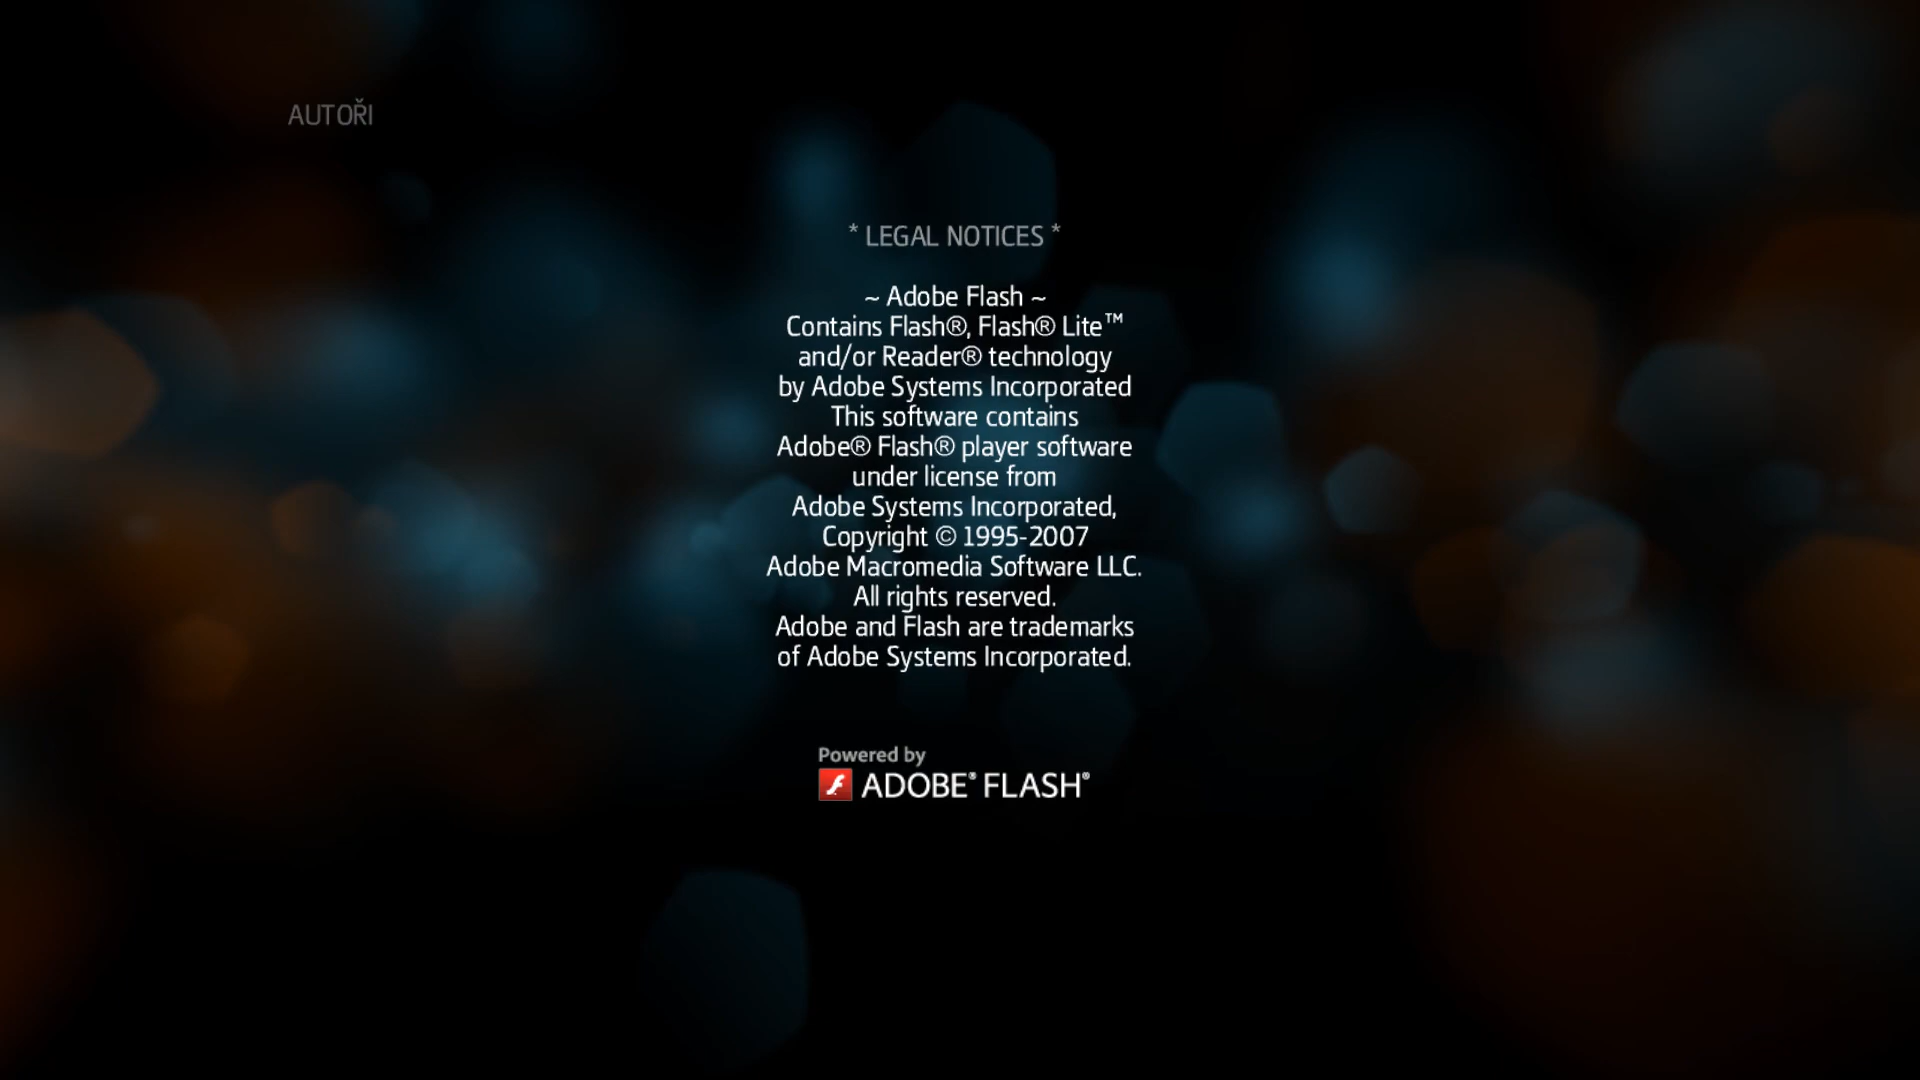 AUTOŘI
* LEGAL NOTICES *
~ Adobe Flash ~
Contains Flash®, Flash® Lite™
and/or Reader® technology
by Adobe Systems Incorporated
This software contains
Adobe® Flash® player software
under license from
Adobe Systems Incorporated,
Copyright © 1995-2007
Adobe Macromedia Software LLC.
All rights reserved.
Adobe and Flash are trademarks
of Adobe Systems Incorporated.
Powered by
ADOBE® FLASH®